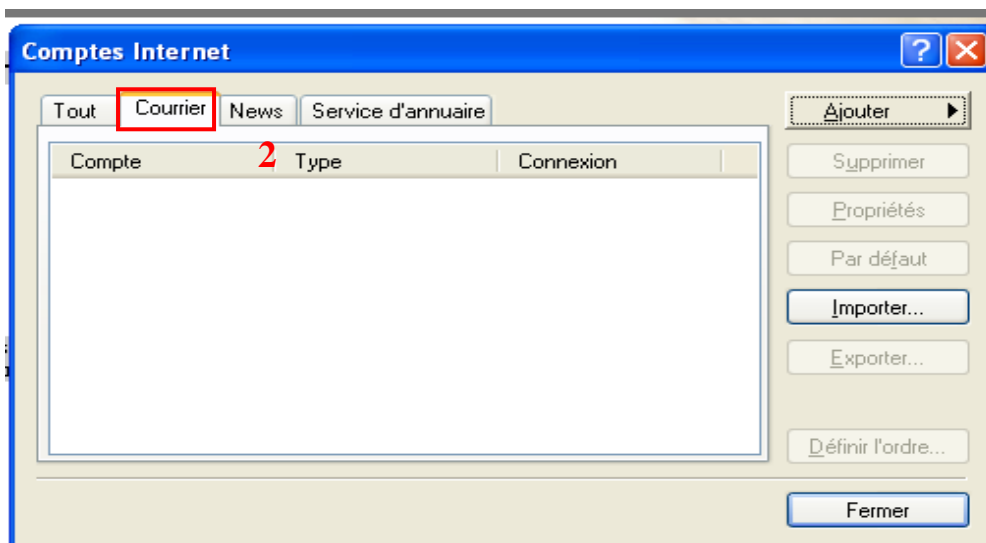 Comptes Internet
Tout Courrier News Service d'annuaire
Ajouter
Compte 2 Type Connexion
Supprimer
Propriétés
Par défaut
Importer...
Exporter...
Définir l'ordre...
Fermer